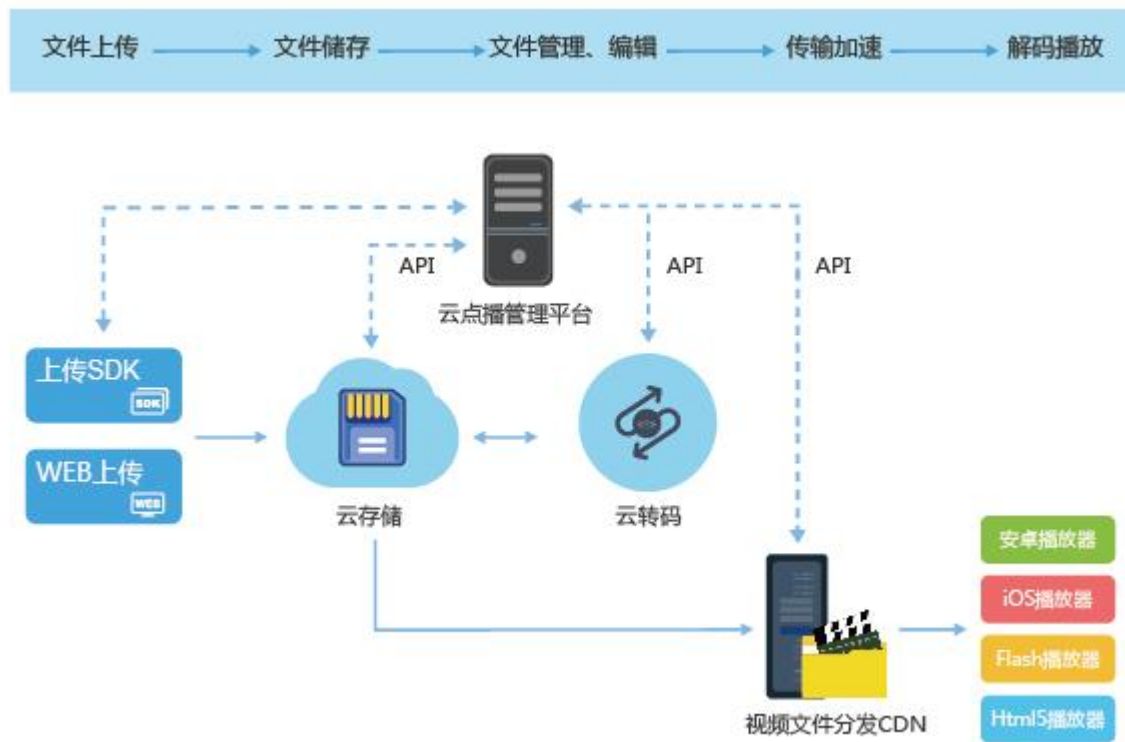 文件上传
文件储存
文件管理、编辑
传输加速
解码播放
API
API
API
云点播管理平台
上传SDK
SDK
WEB上传
WEB
云存储
云转码
安卓播放器
iOS播放器
Flash播放器
Html5播放器
视频文件分发CDN